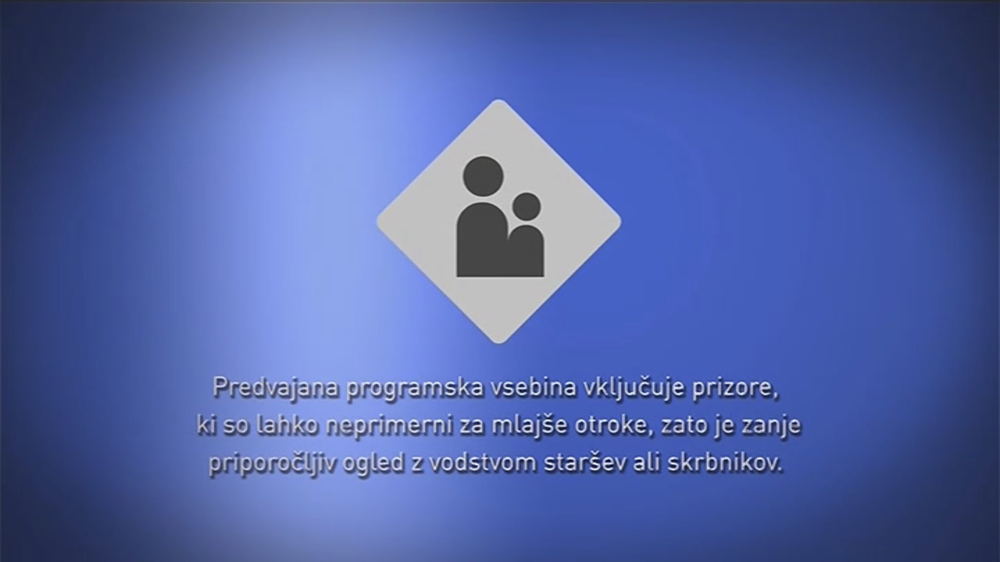 Predvajana programska vsebina vključuje prizore,
ki so lahko neprimerni za mlajše otroke, zato je zanje
priporočljiv ogled z vodstvom staršev ali skrbnikov.